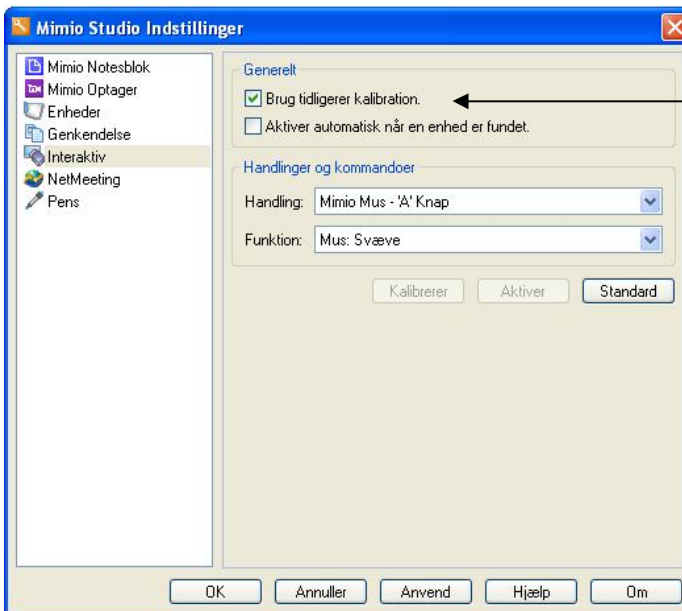 Mimio Studio Indstillinger
Mimio Notesblok
Mimio Optager
Enheder
Genkendelse
Interaktiv
NetMeeting
Pens
Generelt
Brug tidligerer kalibration.
Aktiver automatisk når en enhed er fundet.
Handlinger og kommandoer
Handling: Mimio Mus - 'A' Knap
Funktion: Mus: Svæve
Kalibrerer Aktiver Standard
OK Annuller Anvend Hjælp Om